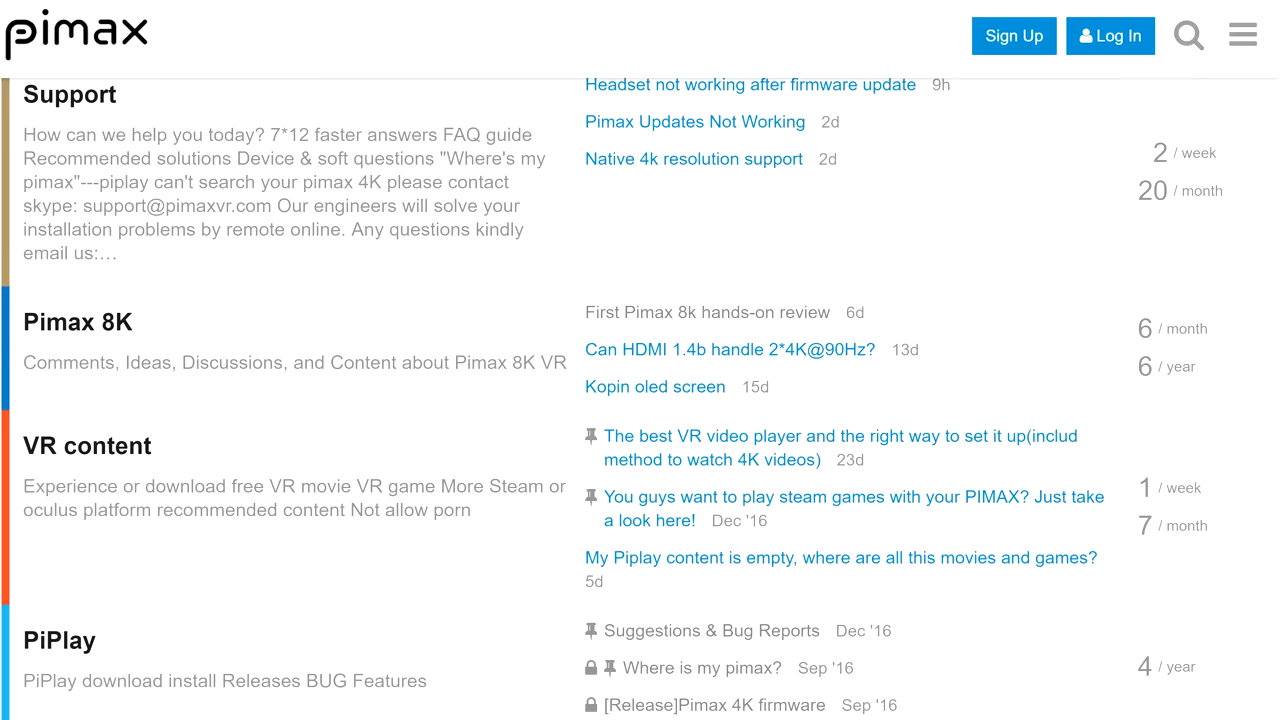 pimax
Sign Up
Log In
Support
How can we help you today? 7*12 faster answers FAQ guide
Recommended solutions Device & soft questions "Where's my
pimax"---piplay can't search your pimax 4K please contact
skype: support@pimaxvr.com Our engineers will solve your
installation problems by remote online. Any questions kindly
email us:…
Headset not working after firmware update 9h
Pimax Updates Not Working 2d
Native 4k resolution support 2d
2 / week
20 / month
Pimax 8K
Comments, Ideas, Discussions, and Content about Pimax 8K VR
First Pimax 8k hands-on review 6d
Can HDMI 1.4b handle 2*4K@90Hz? 13d
Kopin oled screen 15d
6 / month
6 / year
VR content
Experience or download free VR movie VR game More Steam or
oculus platform recommended content Not allow porn
The best VR video player and the right way to set it up(includ
method to watch 4K videos) 23d
You guys want to play steam games with your PIMAX? Just take
a look here! Dec '16
My Piplay content is empty, where are all this movies and games?
5d
1 / week
7 / month
PiPlay
PiPlay download install Releases BUG Features
Suggestions & Bug Reports Dec '16
Where is my pimax? Sep '16
[Release]Pimax 4K firmware Sep '16
4 / year